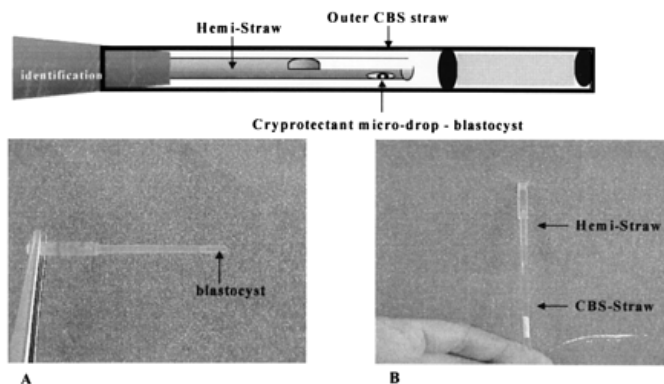 Hemi-Straw
Outer CBS straw
identification
Cryprotectant micro-drop - blastocyst
blastocyst
Hemi-Straw
CBS-Straw
A
B